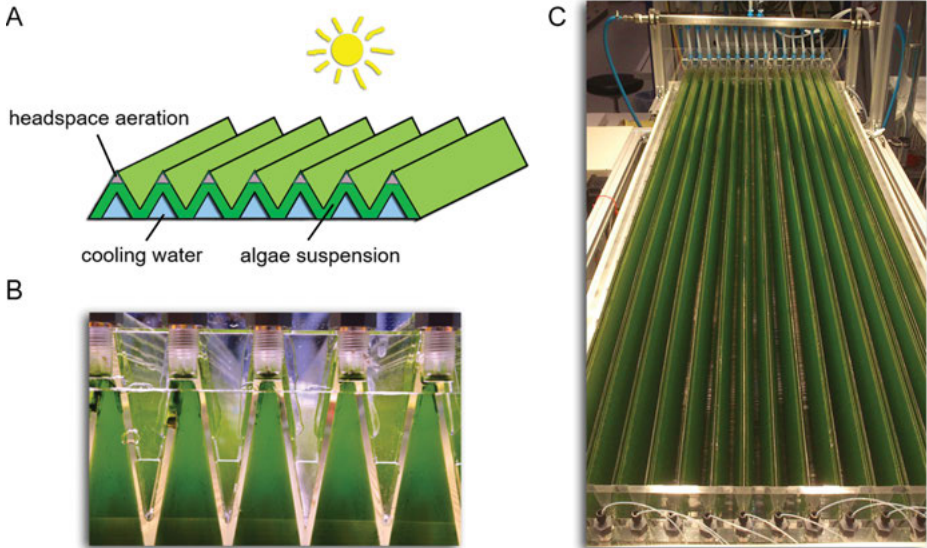 A
headspace aeration
cooling water
algae suspension
B
C